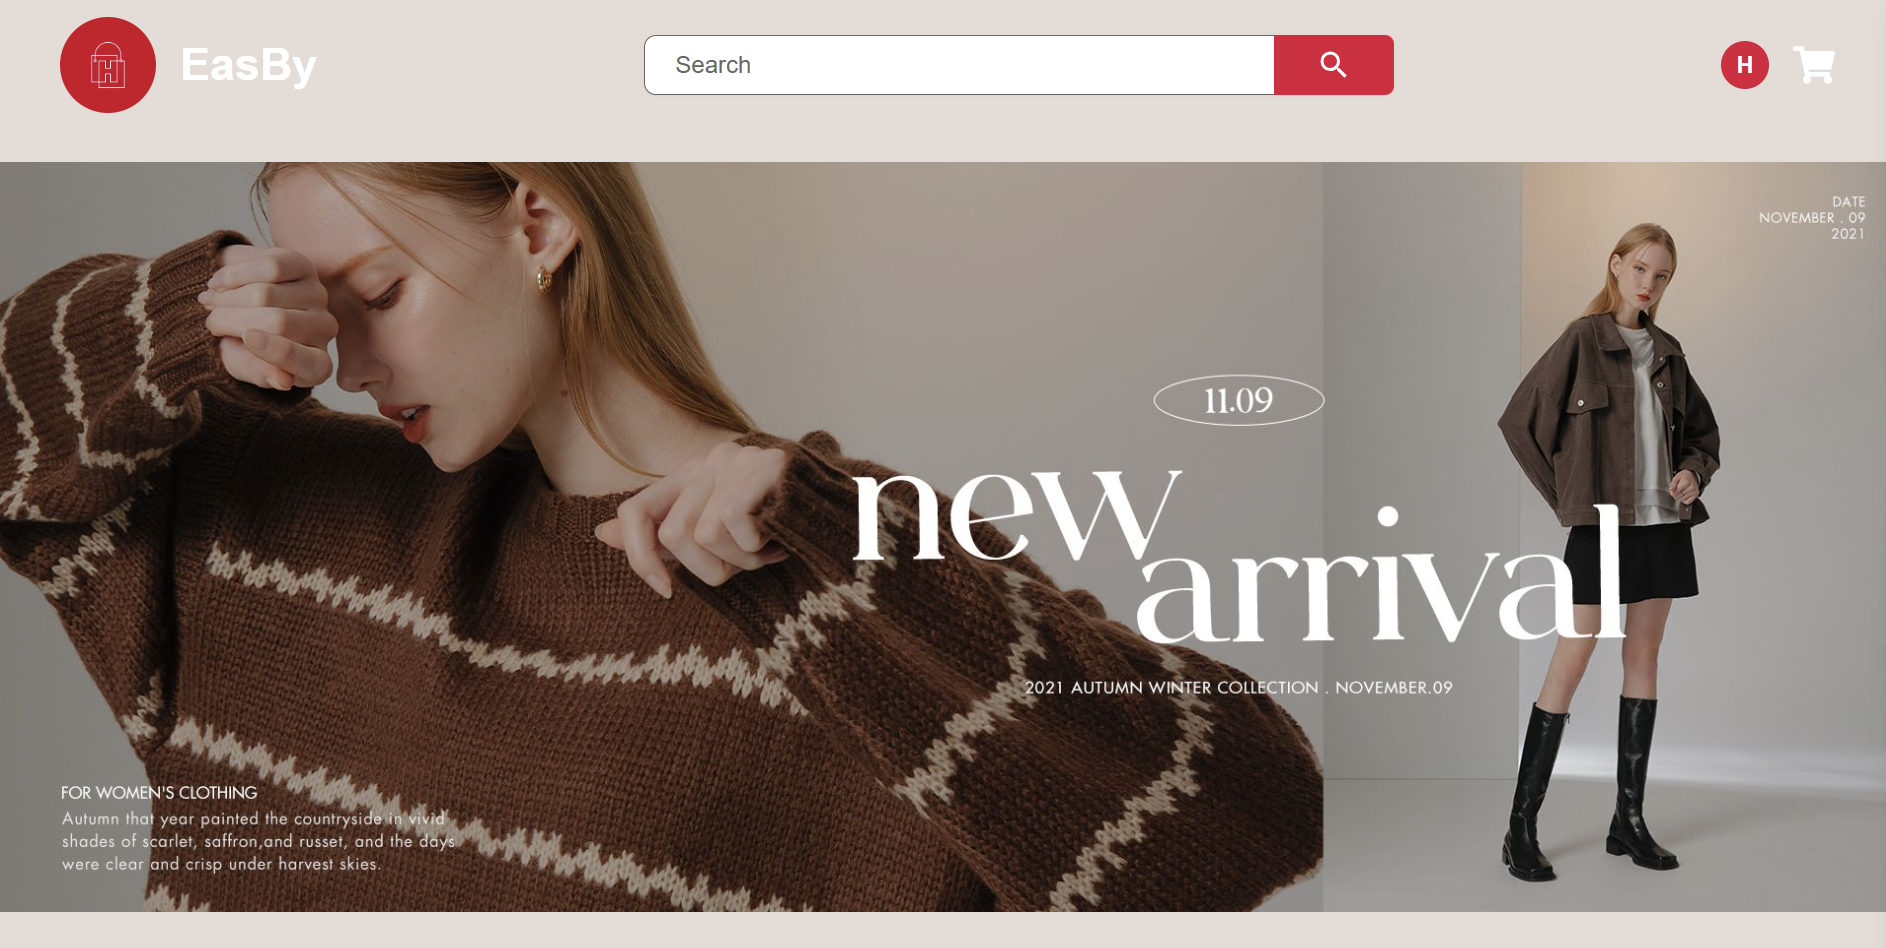 H
EasBy
Search
H
DATE
NOVEMBER . 09
2021
11.09
new
arrival
2021 AUTUMN WINTER COLLECTION . NOVEMBER.09
FOR WOMEN'S CLOTHING
Autumn that year painted the countryside in vivid
shades of scarlet, saffron,and russet, and the days
were clear and crisp under harvest skies.